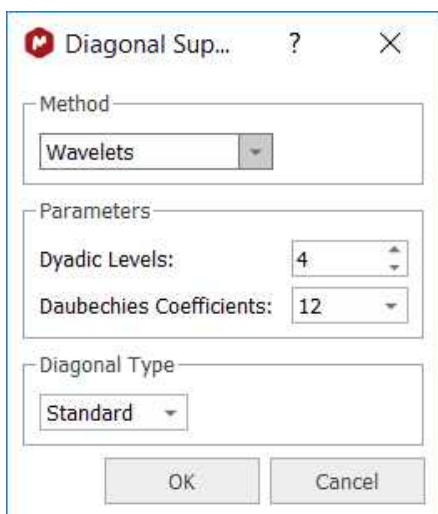 Diagonal Sup... ?
Method
Wavelets
Parameters
Dyadic Levels: 4
Daubechies Coefficients: 12
Diagonal Type
Standard
OK Cancel